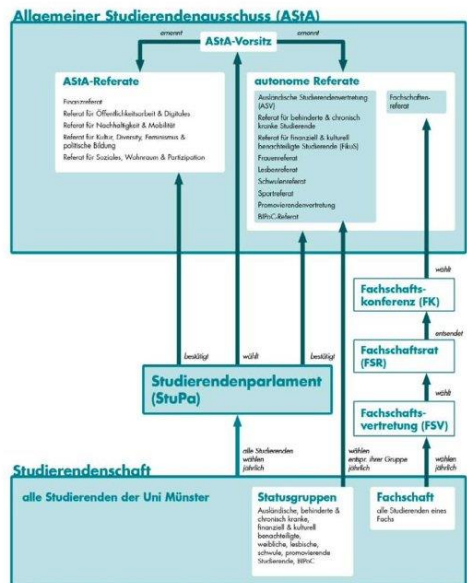 Allgemeiner Studierendenausschuss (AStA)
ernennt
ernennt
AStA-Vorsitz
AStA-Referate
Finanzreferat
Referat für Öffentlichkeitsarbeit & Digitales
Referat für Nachhaltigkeit & Mobilität
Referat für Kultur, Diversity, Feminismus &
politische Bildung
Referat für Soziales, Wohnraum & Partizipation
autonome Referate
Ausländische Studierendenvertretung
(ASV)
Referat für behinderte & chronisch
kranke Studierende
Referat für finanziell & kulturell
benachteiligte Studierende (FikuS)
Frauenreferat
Lesbenreferat
Schwulenreferat
Sportreferat
Promovierendenvertretung
BIPoC-Referat
Fachschaften-
referat
wählt
Fachschafts-
konferenz (FK)
entsendet
Fachschaftsrat
(FSR)
wählt
Fachschafts-
vertretung (FSV)
bestätigt
wählt
bestätigt
Studierendenparlament
(StuPa)
alle Studierenden
wählen
jährlich
wählen
entspr. ihrer Gruppe
jährlich
wählen
jährlich
Studierendenschaft
alle Studierenden der Uni Münster
Statusgruppen
Ausländische, behinderte &
chronisch kranke,
finanziell & kulturell
benachteiligte,
weibliche, lesbische,
schwule, promovierende
Studierende, BIPoC
Fachschaft
alle Studierenden eines
Fachs